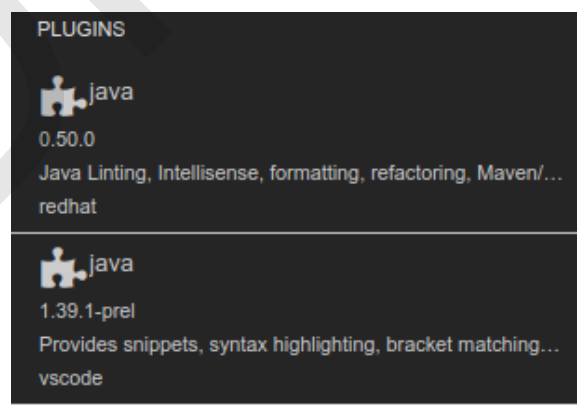 PLUGINS
java
0.50.0
Java Linting, Intellisense, formatting, refactoring, Maven/…
redhat
java
1.39.1-prel
Provides snippets, syntax highlighting, bracket matching…
vscode